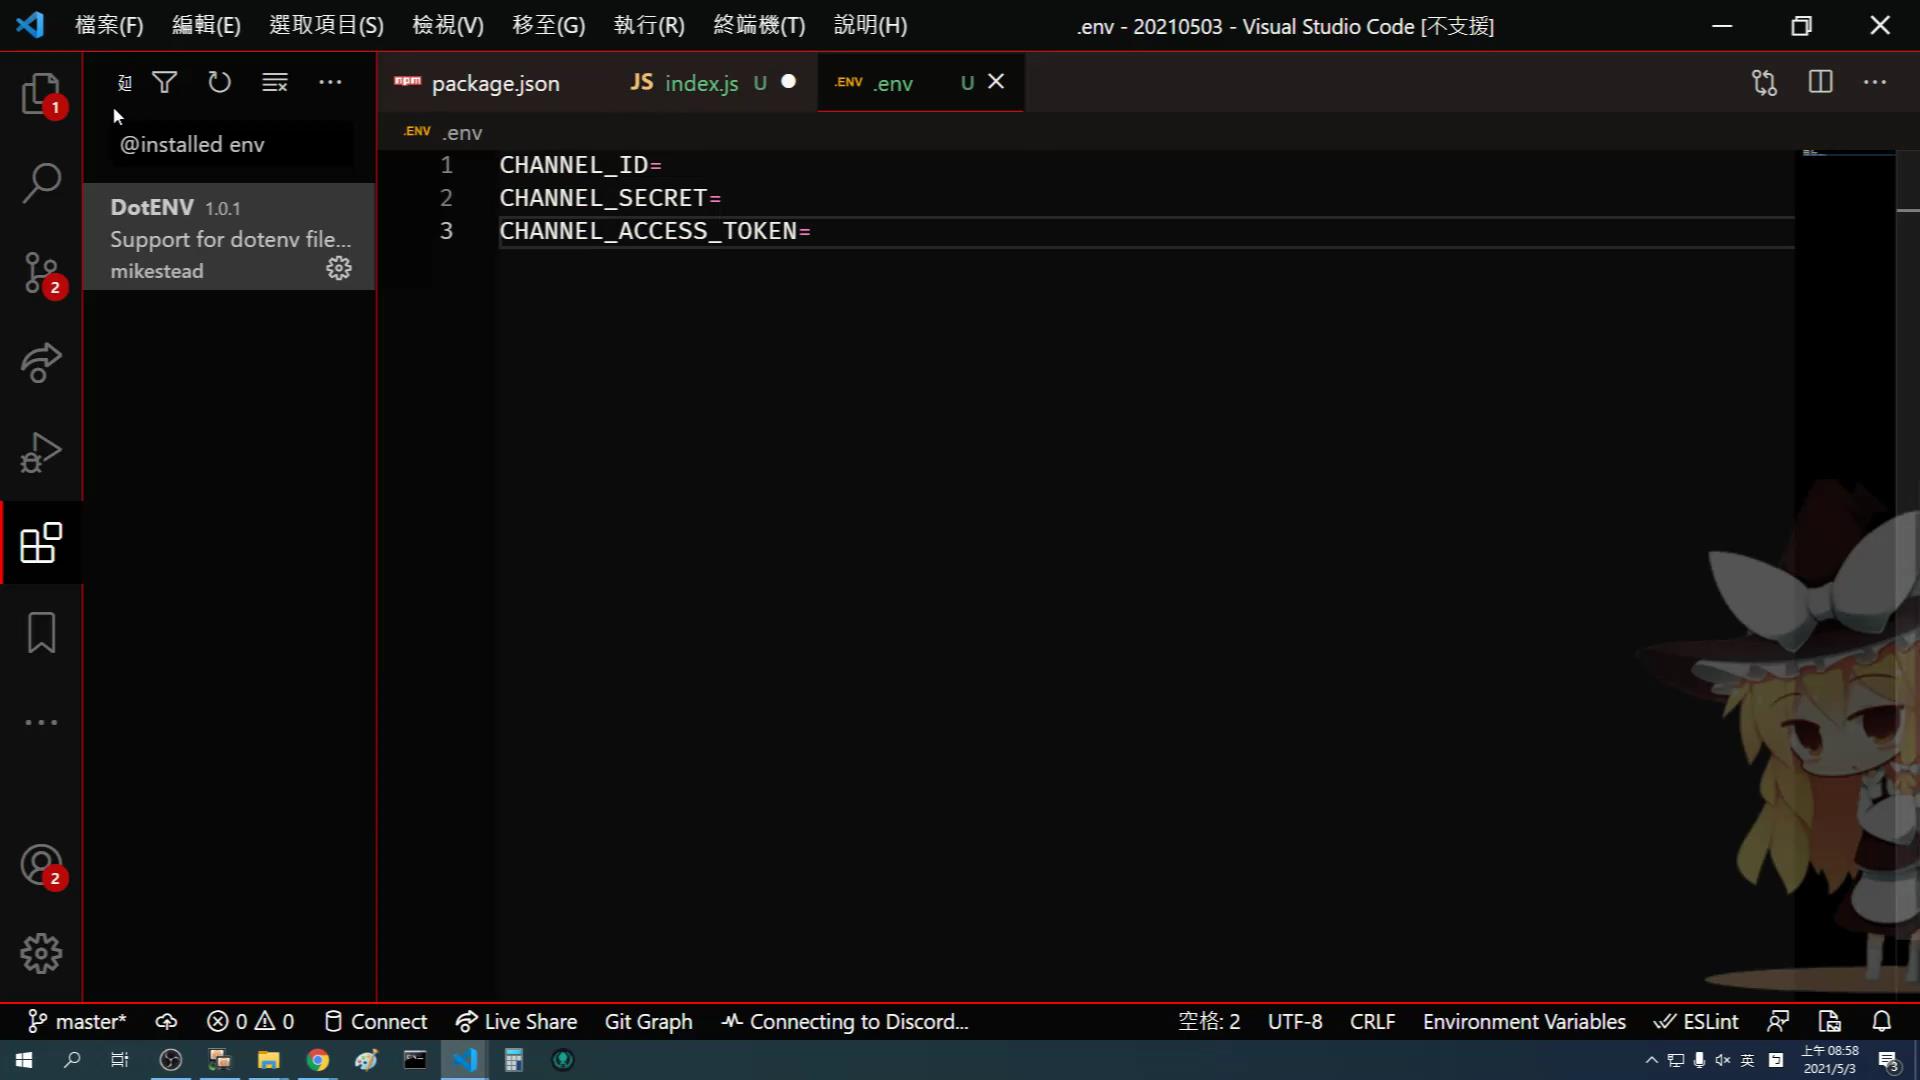 檔案(F) 編輯(E) 選取項目(S) 檢視(V) 移至(G) 執行(R) 終端機(T) 說明(H) .env - 20210503 - Visual Studio Code [不支援]
npm package.json JS index.js U .ENV .env U
1
@installed env
.ENV .env
1 CHANNEL_ID=
2 CHANNEL_SECRET=
3 CHANNEL_ACCESS_TOKEN=
DotENV 1.0.1
Support for dotenv file...
mikestead
2
2
master* 0 0 Connect Live Share Git Graph Connecting to Discord... 空格: 2 UTF-8 CRLF Environment Variables ESLint
英 上午 08:58
2021/5/3
3